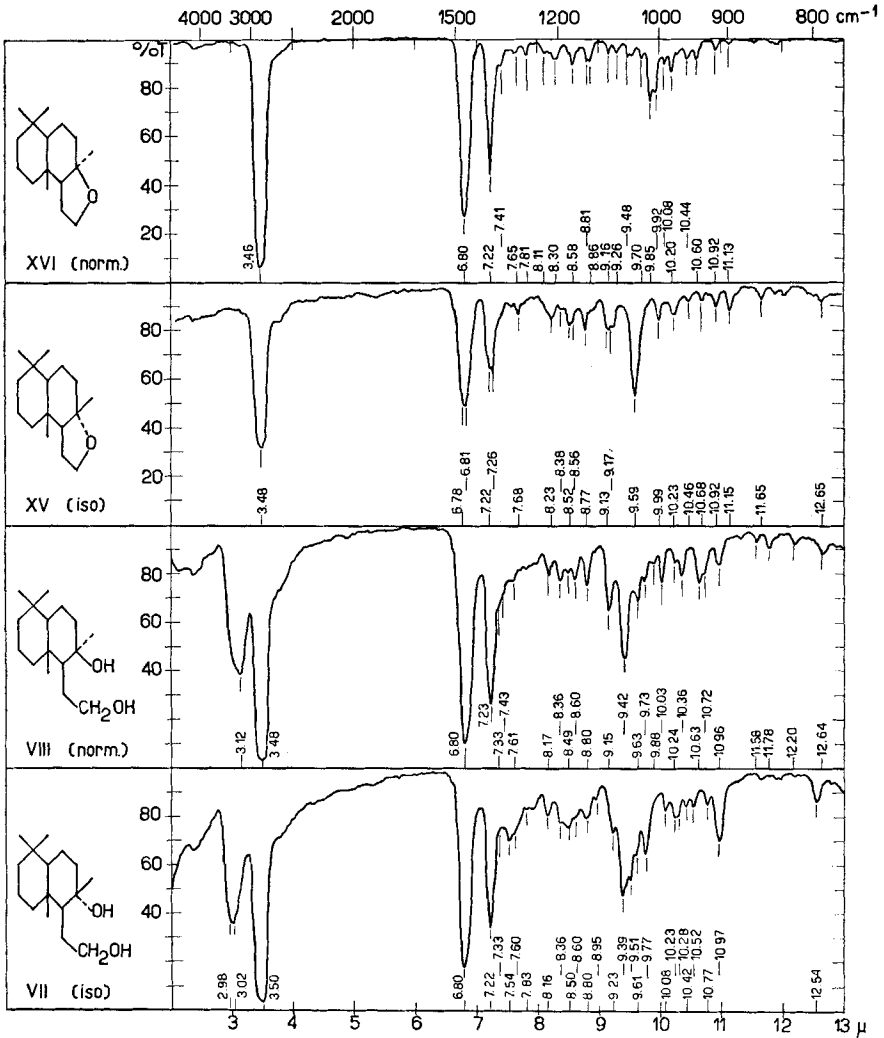 4000 3000 2000 1500 1200 1000 900 800 cm⁻¹
%T
80
60
40
20
O
XVI (norm.)
3.46 6.80 7.22 7.41 7.65 7.81 8.11 8.30 8.58 8.81 8.86 9.16 9.26 9.48 9.70 9.85 9.92 10.08 10.20 10.44 10.60 10.92 11.13
80
60
40
20
O
XV (iso)
3.48 6.78 6.81 7.22 7.26 7.68 8.23 8.38 8.52 8.56 8.77 9.13 9.17 9.59 9.99 10.23 10.46 10.68 10.92 11.15 11.65 12.65
80
60
40
OH
CH₂OH
VIII (norm.)
3.12 3.48 6.80 7.23 7.33 7.43 7.61 8.17 8.36 8.49 8.60 8.80 9.15 9.42 9.63 9.73 9.88 10.03 10.24 10.36 10.63 10.72 10.96 11.58 11.78 12.20 12.64
80
60
40
OH
CH₂OH
VII (iso)
2.98 3.02 3.50 6.80 7.22 7.33 7.54 7.60 7.83 8.16 8.36 8.50 8.60 8.80 8.95 9.23 9.39 9.51 9.61 9.77 10.08 10.23 10.28 10.42 10.52 10.77 10.97 12.54
3 4 5 6 7 8 9 10 11 12 13 μ